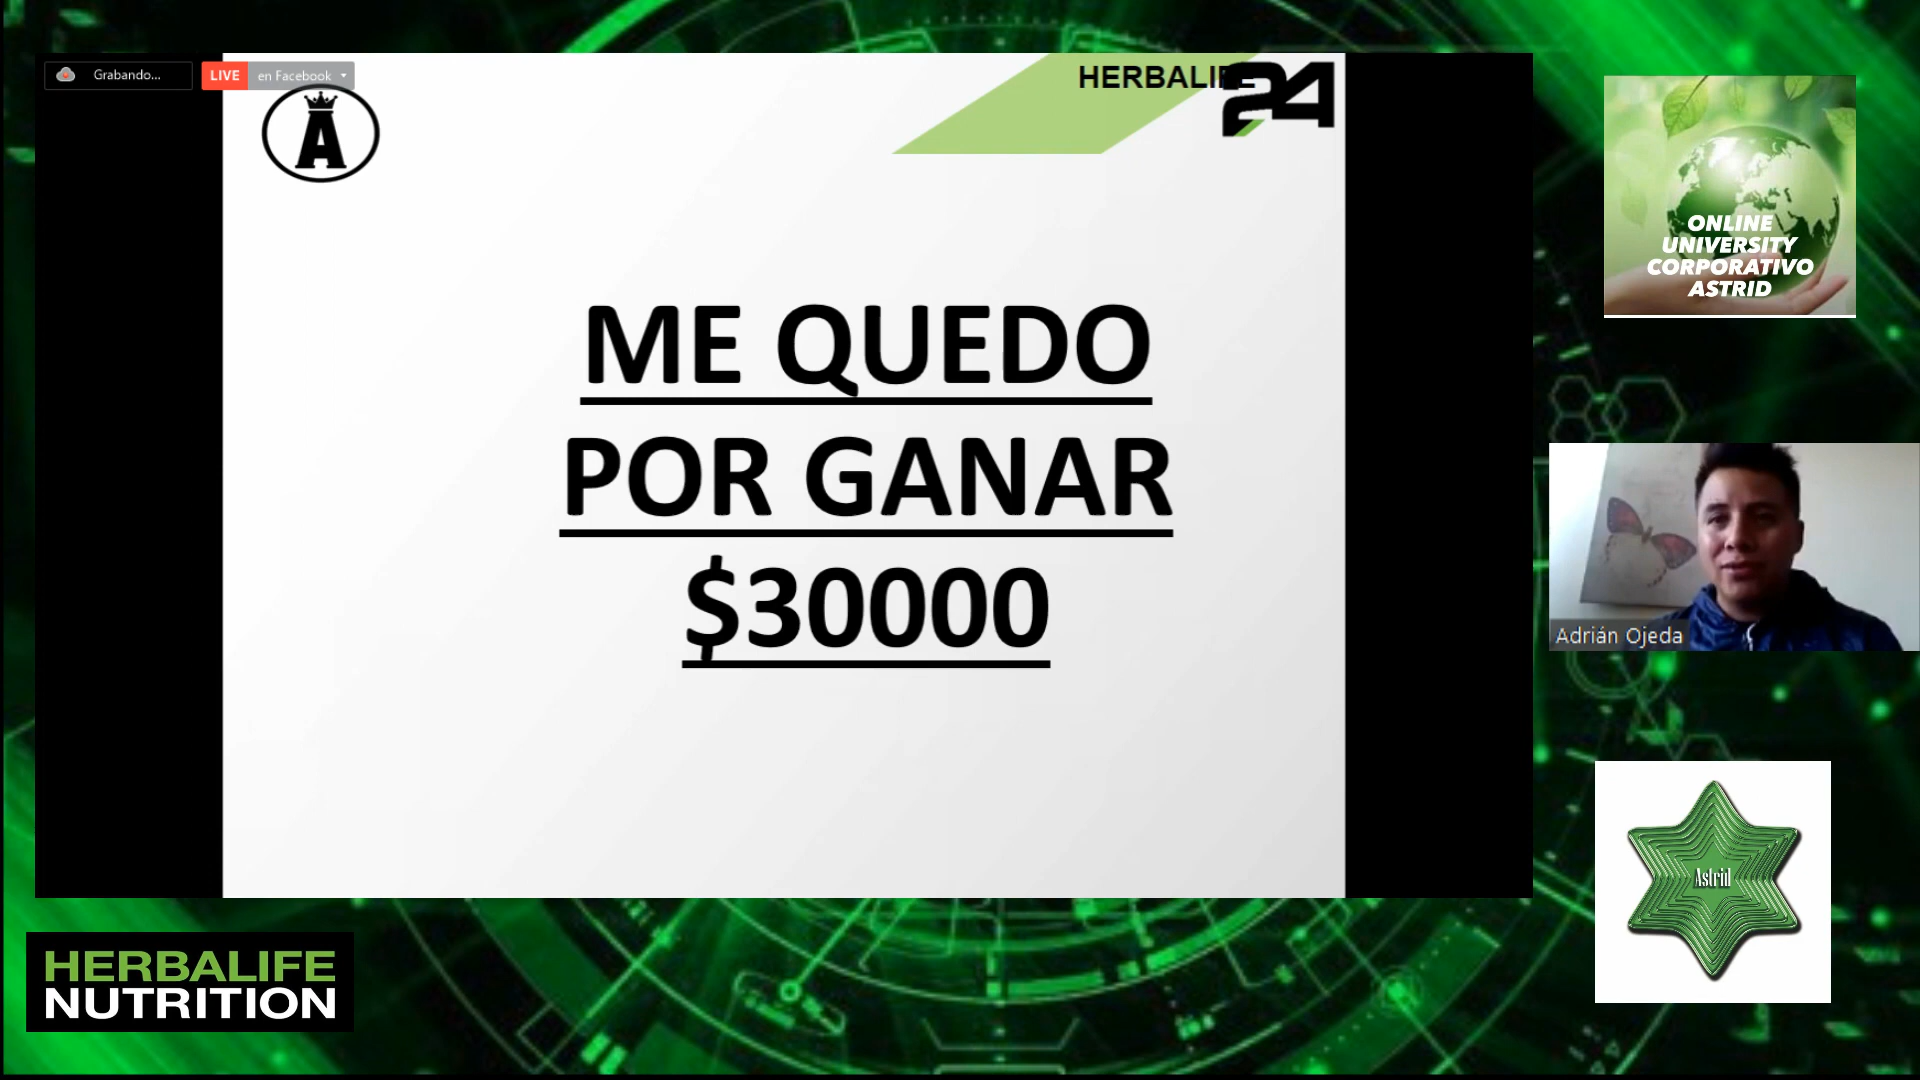 Grabando...
LIVE en Facebook
A
HERBALIFE
24
ME QUEDO
POR GANAR
$30000
ONLINE
UNIVERSITY
CORPORATIVO
ASTRID
Adrián Ojeda
Astrid
HERBALIFE
NUTRITION